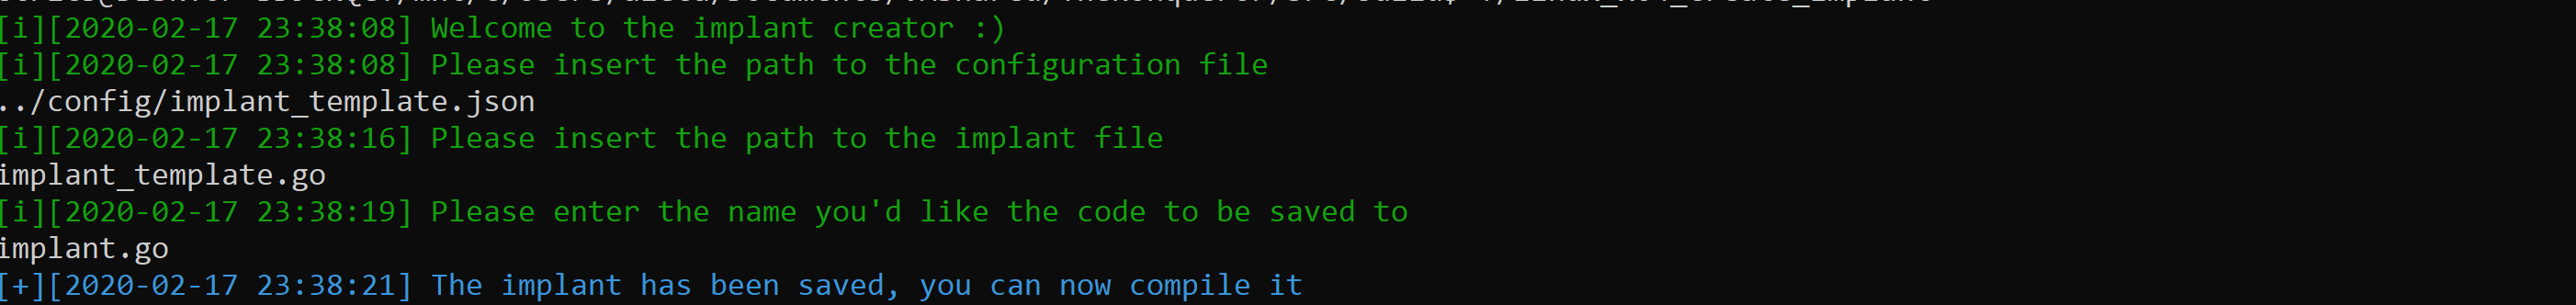 [i][2020-02-17 23:38:08] Welcome to the implant creator :)
[i][2020-02-17 23:38:08] Please insert the path to the configuration file
../config/implant_template.json
[i][2020-02-17 23:38:16] Please insert the path to the implant file
implant_template.go
[i][2020-02-17 23:38:19] Please enter the name you'd like the code to be saved to
implant.go
[+][2020-02-17 23:38:21] The implant has been saved, you can now compile it